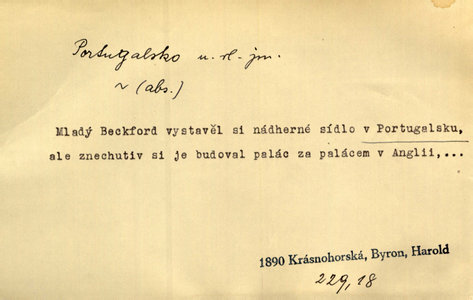 Portugalsko n. vl. jm.
~ (abs.)
Mladý Beckford vystavěl si nádherné sídlo v Portugalsku,
ale znechutiv si je budoval palác za palácem v Anglii,...
1890 Krásnohorská, Byron, Harold
229,18